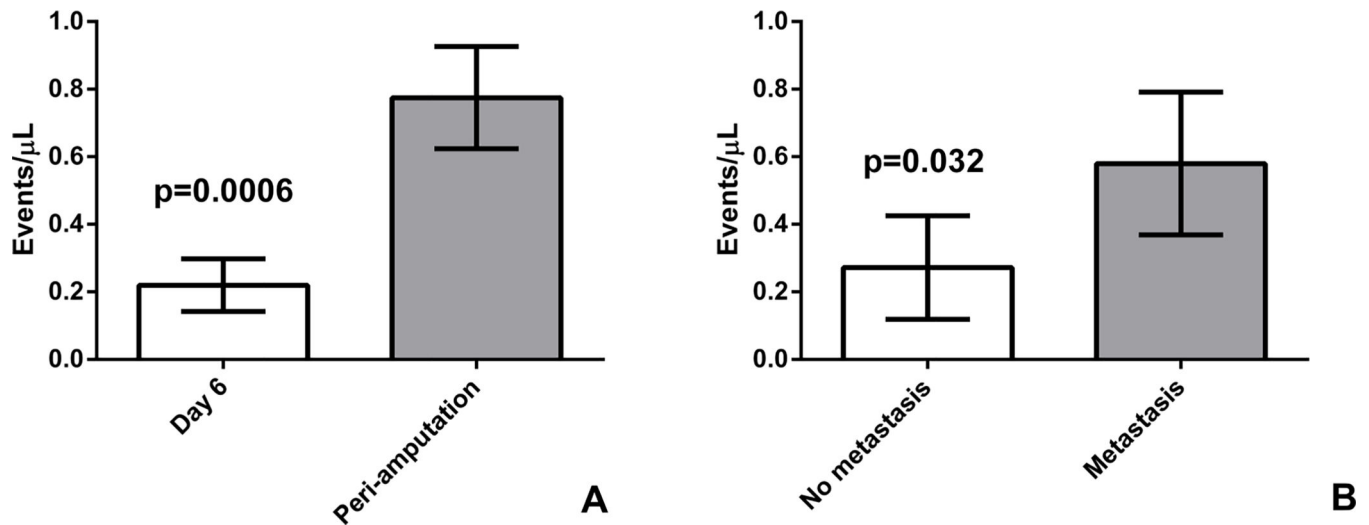 1.0
0.8
0.6
0.4
0.2
0.0
Events/μL
p=0.0006
Day 6
Peri-amputation
A
1.0
0.8
0.6
0.4
0.2
0.0
Events/μL
p=0.032
No metastasis
Metastasis
B